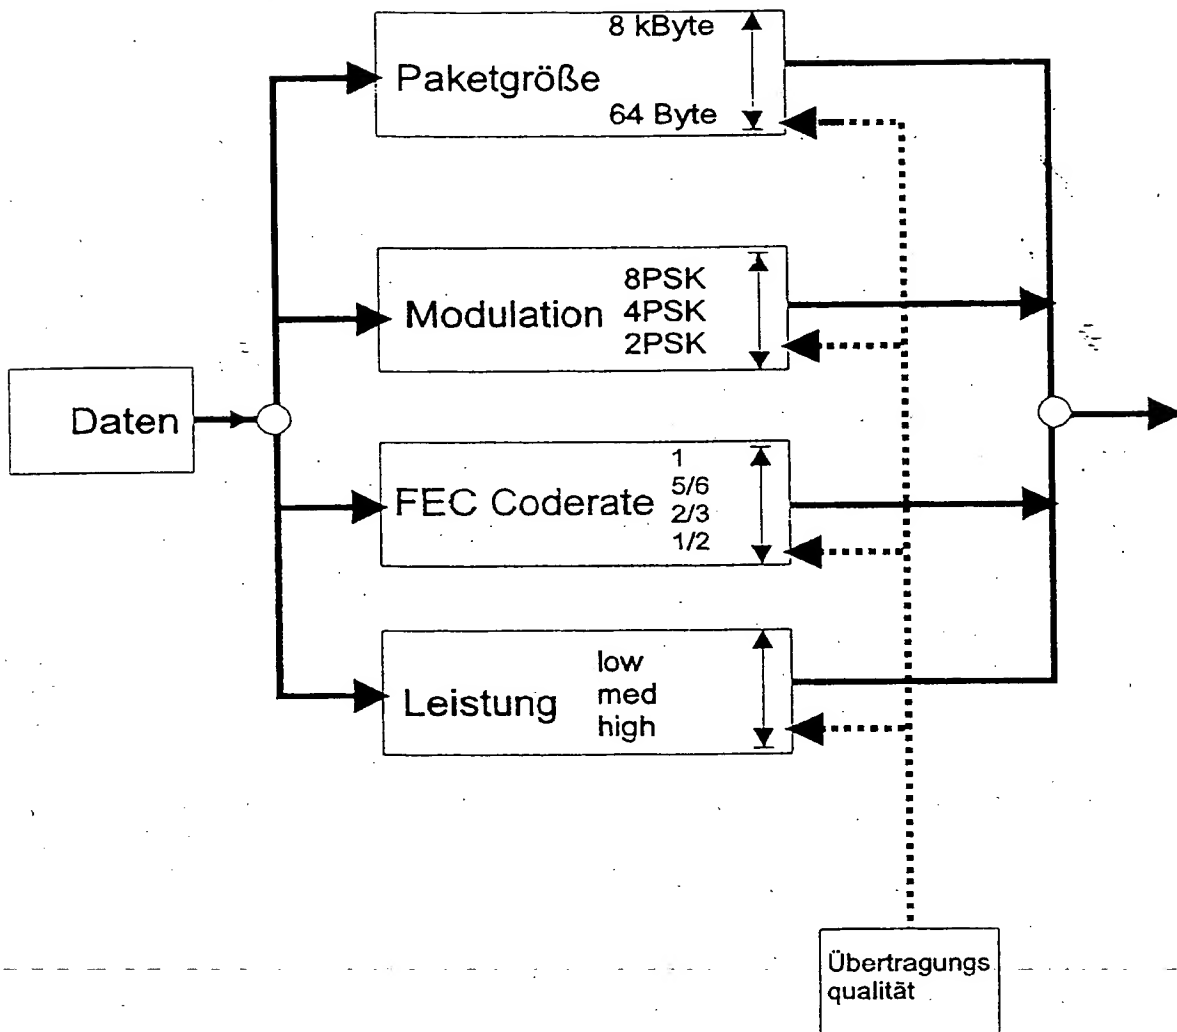 8 kByte
Paketgröße
64 Byte
8PSK
Modulation 4PSK
2PSK
Daten
1
FEC Coderate 5/6
2/3
1/2
low
Leistung med
high
Übertragungs
qualität